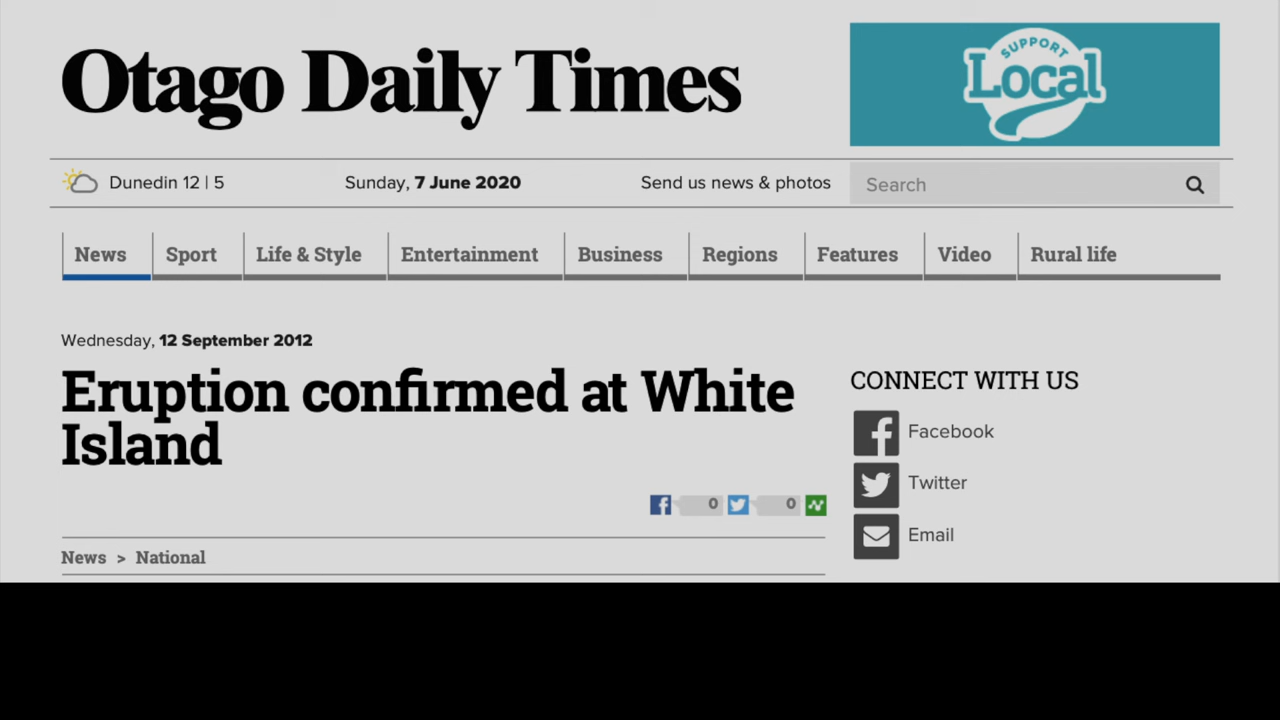 Otago Daily Times
SUPPORT
Local
Dunedin 12 | 5
Sunday, 7 June 2020
Send us news & photos
Search
News
Sport
Life & Style
Entertainment
Business
Regions
Features
Video
Rural life
Wednesday, 12 September 2012
Eruption confirmed at White
Island
CONNECT WITH US
Facebook
Twitter
Email
0
0
News > National